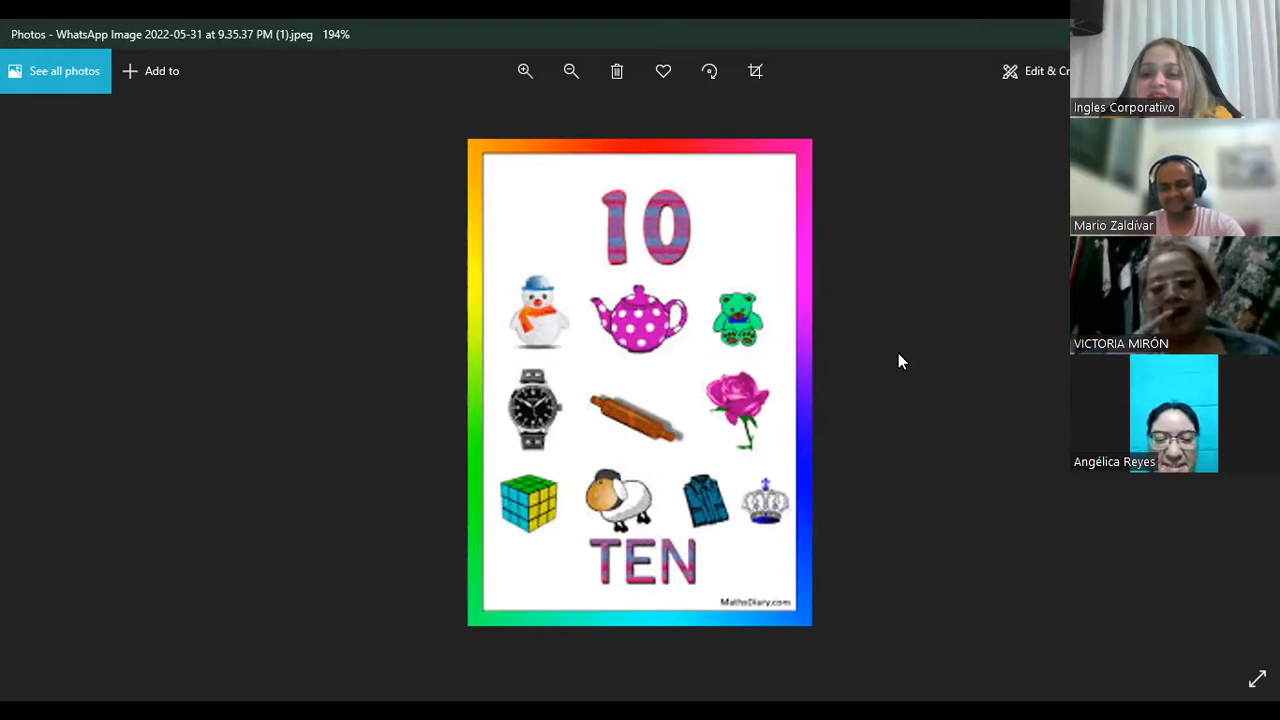 Photos - WhatsApp Image 2022-05-31 at 9.35.37 PM (1).jpeg 194%
See all photos
Add to
Edit & Cr
10
TEN
MathsDiary.com
Ingles Corporativo
Mario Zaldívar
VICTORIA MIRÓN
Angélica Reyes